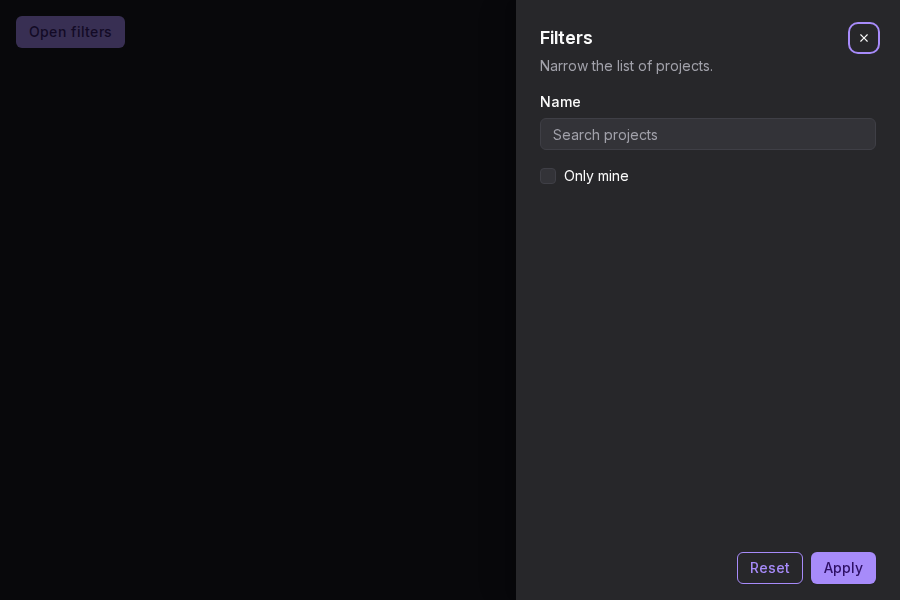 Open filters
Filters
Narrow the list of projects.
Name
Search projects
Only mine
Reset
Apply